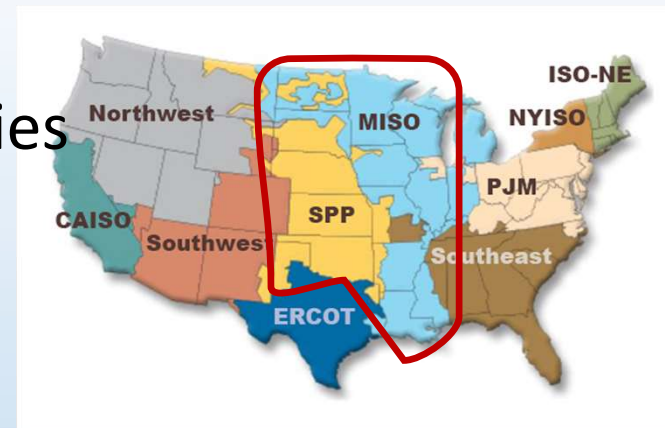 ies
ISO-NE
Northwest
MISO
NYISO
PJM
CAISO
SPP
Southwest
Southeast
ERCOT